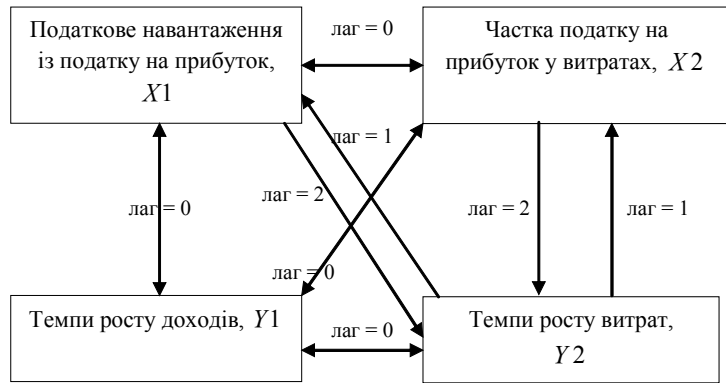 Податкове навантаження
із податку на прибуток,
X1
лаг = 0
Частка податку на
прибуток у витратах, X2
лаг = 1
лаг = 0
лаг = 2
лаг = 2
лаг = 1
лаг = 0
Темпи росту доходів, Y1
лаг = 0
Темпи росту витрат,
Y2